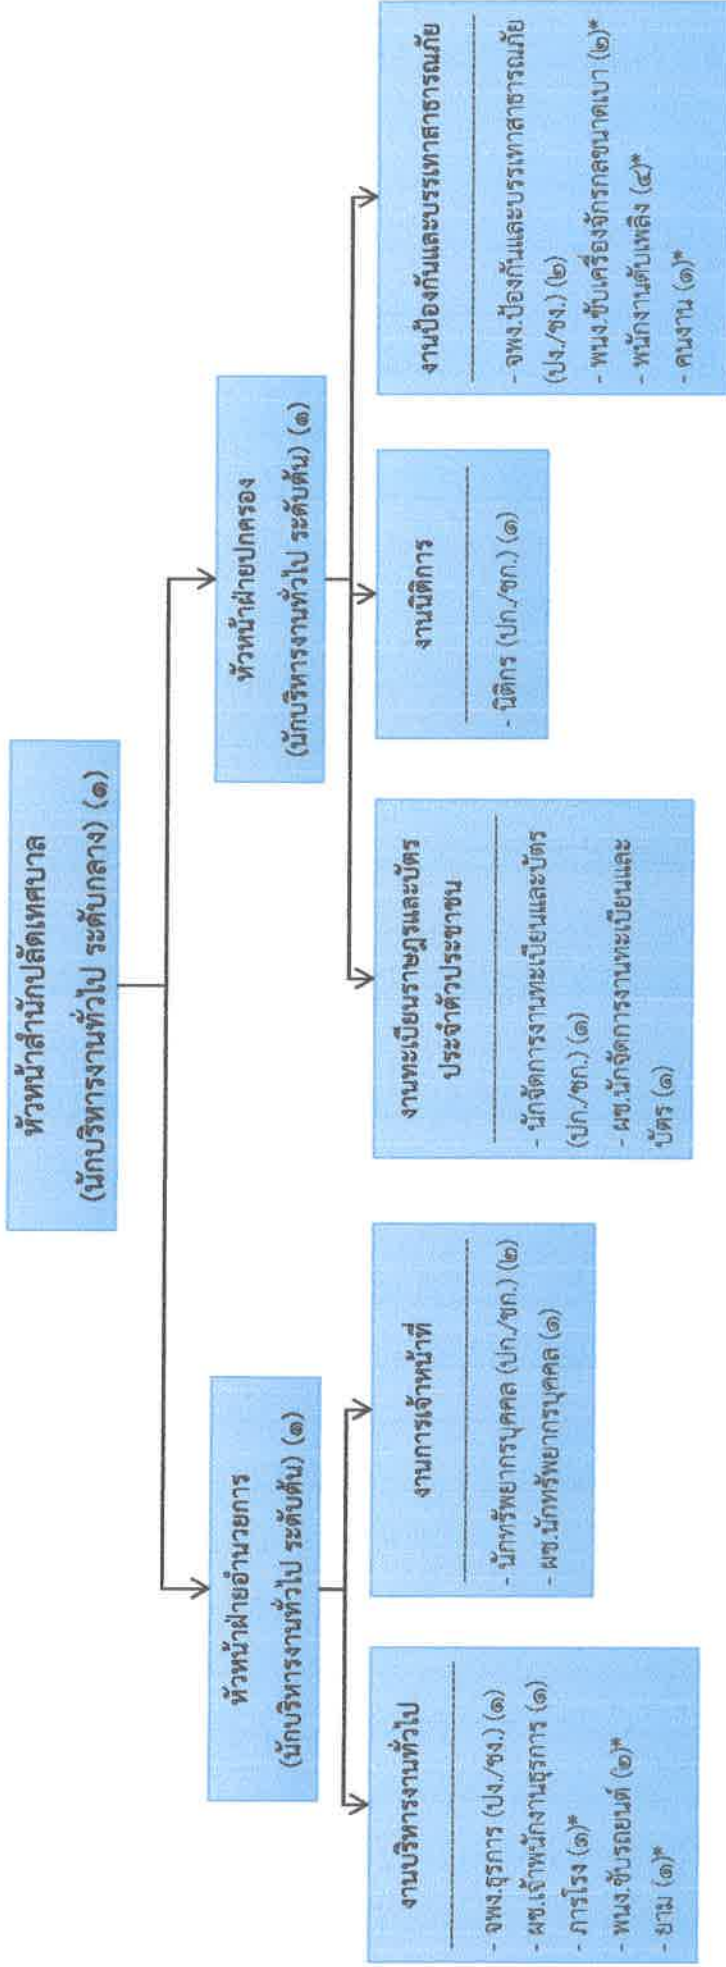 หัวหน้าสำนักปลัดเทศบาล
(นักบริหารงานทั่วไป ระดับกลาง) (๑)
หัวหน้าฝ่ายอำนวยการ
(นักบริหารงานทั่วไป ระดับต้น) (๑)
หัวหน้าฝ่ายปกครอง
(นักบริหารงานทั่วไป ระดับต้น) (๑)
งานบริหารงานทั่วไป
- จพง.ธุรการ (ปง./ชง.) (๑)
- ผช.เจ้าพนักงานธุรการ (๑)
- ภารโรง (๑)*
- พนง.ขับรถยนต์ (๒)*
- ยาม (๑)*
งานการเจ้าหน้าที่
- นักทรัพยากรบุคคล (ปก./ชก.) (๒)
- ผช.นักทรัพยากรบุคคล (๑)
งานทะเบียนราษฎรและบัตร
ประจำตัวประชาชน
- นักจัดการงานทะเบียนและบัตร
(ปก./ชก.) (๑)
- ผช.นักจัดการงานทะเบียนและ
บัตร (๑)
งานนิติการ
- นิติกร (ปก./ชก.) (๑)
งานป้องกันและบรรเทาสาธารณภัย
- จพง.ป้องกันและบรรเทาสาธารณภัย
(ปง./ชง.) (๒)
- พนง.ขับเครื่องจักรกลขนาดเบา (๒)*
- พนักงานดับเพลิง (๔)*
- คนงาน (๑)*